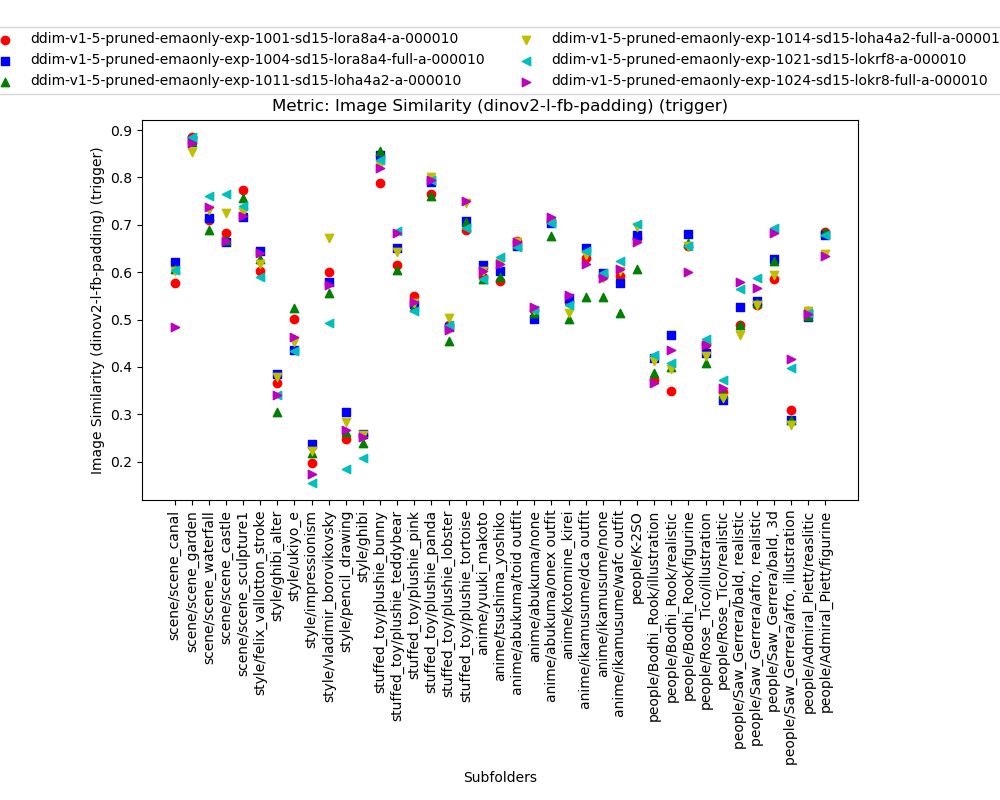 ddim-v1-5-pruned-emaonly-exp-1001-sd15-lora8a4-a-000010
ddim-v1-5-pruned-emaonly-exp-1004-sd15-lora8a4-full-a-000010
ddim-v1-5-pruned-emaonly-exp-1011-sd15-loha4a2-a-000010
ddim-v1-5-pruned-emaonly-exp-1014-sd15-loha4a2-full-a-00001
ddim-v1-5-pruned-emaonly-exp-1021-sd15-lokrf8-a-000010
ddim-v1-5-pruned-emaonly-exp-1024-sd15-lokr8-full-a-000010
Metric: Image Similarity (dinov2-l-fb-padding) (trigger)
Image Similarity (dinov2-l-fb-padding) (trigger)
0.9
0.8
0.7
0.6
0.5
0.4
0.3
0.2
scene/scene_canal
scene/scene_garden
scene/scene_waterfall
scene/scene_castle
scene/scene_sculpture1
style/felix_vallotton_stroke
style/ghibi_alter
style/ukiyo_e
style/impressionism
style/vladimir_borovikovsky
style/pencil_drawing
style/ghibi
stuffed_toy/plushie_bunny
stuffed_toy/plushie_teddybear
stuffed_toy/plushie_pink
stuffed_toy/plushie_panda
stuffed_toy/plushie_lobster
stuffed_toy/plushie_tortoise
anime/yuuki_makoto
anime/tsushima_yoshiko
anime/abukuma/toid outfit
anime/abukuma/none
anime/abukuma/onex outfit
anime/kotomine_kirei
anime/ikamusume/dca outfit
anime/ikamusume/none
anime/ikamusume/wafc outfit
people/K-2SO
people/Bodhi_Rook/illustration
people/Bodhi_Rook/realistic
people/Bodhi_Rook/figurine
people/Rose_Tico/illustration
people/Rose_Tico/realistic
people/Saw_Gerrera/bald, realistic
people/Saw_Gerrera/afro, realistic
people/Saw_Gerrera/bald, 3d
people/Saw_Gerrera/afro, illustration
people/Admiral_Piett/reaslitic
people/Admiral_Piett/figurine
Subfolders